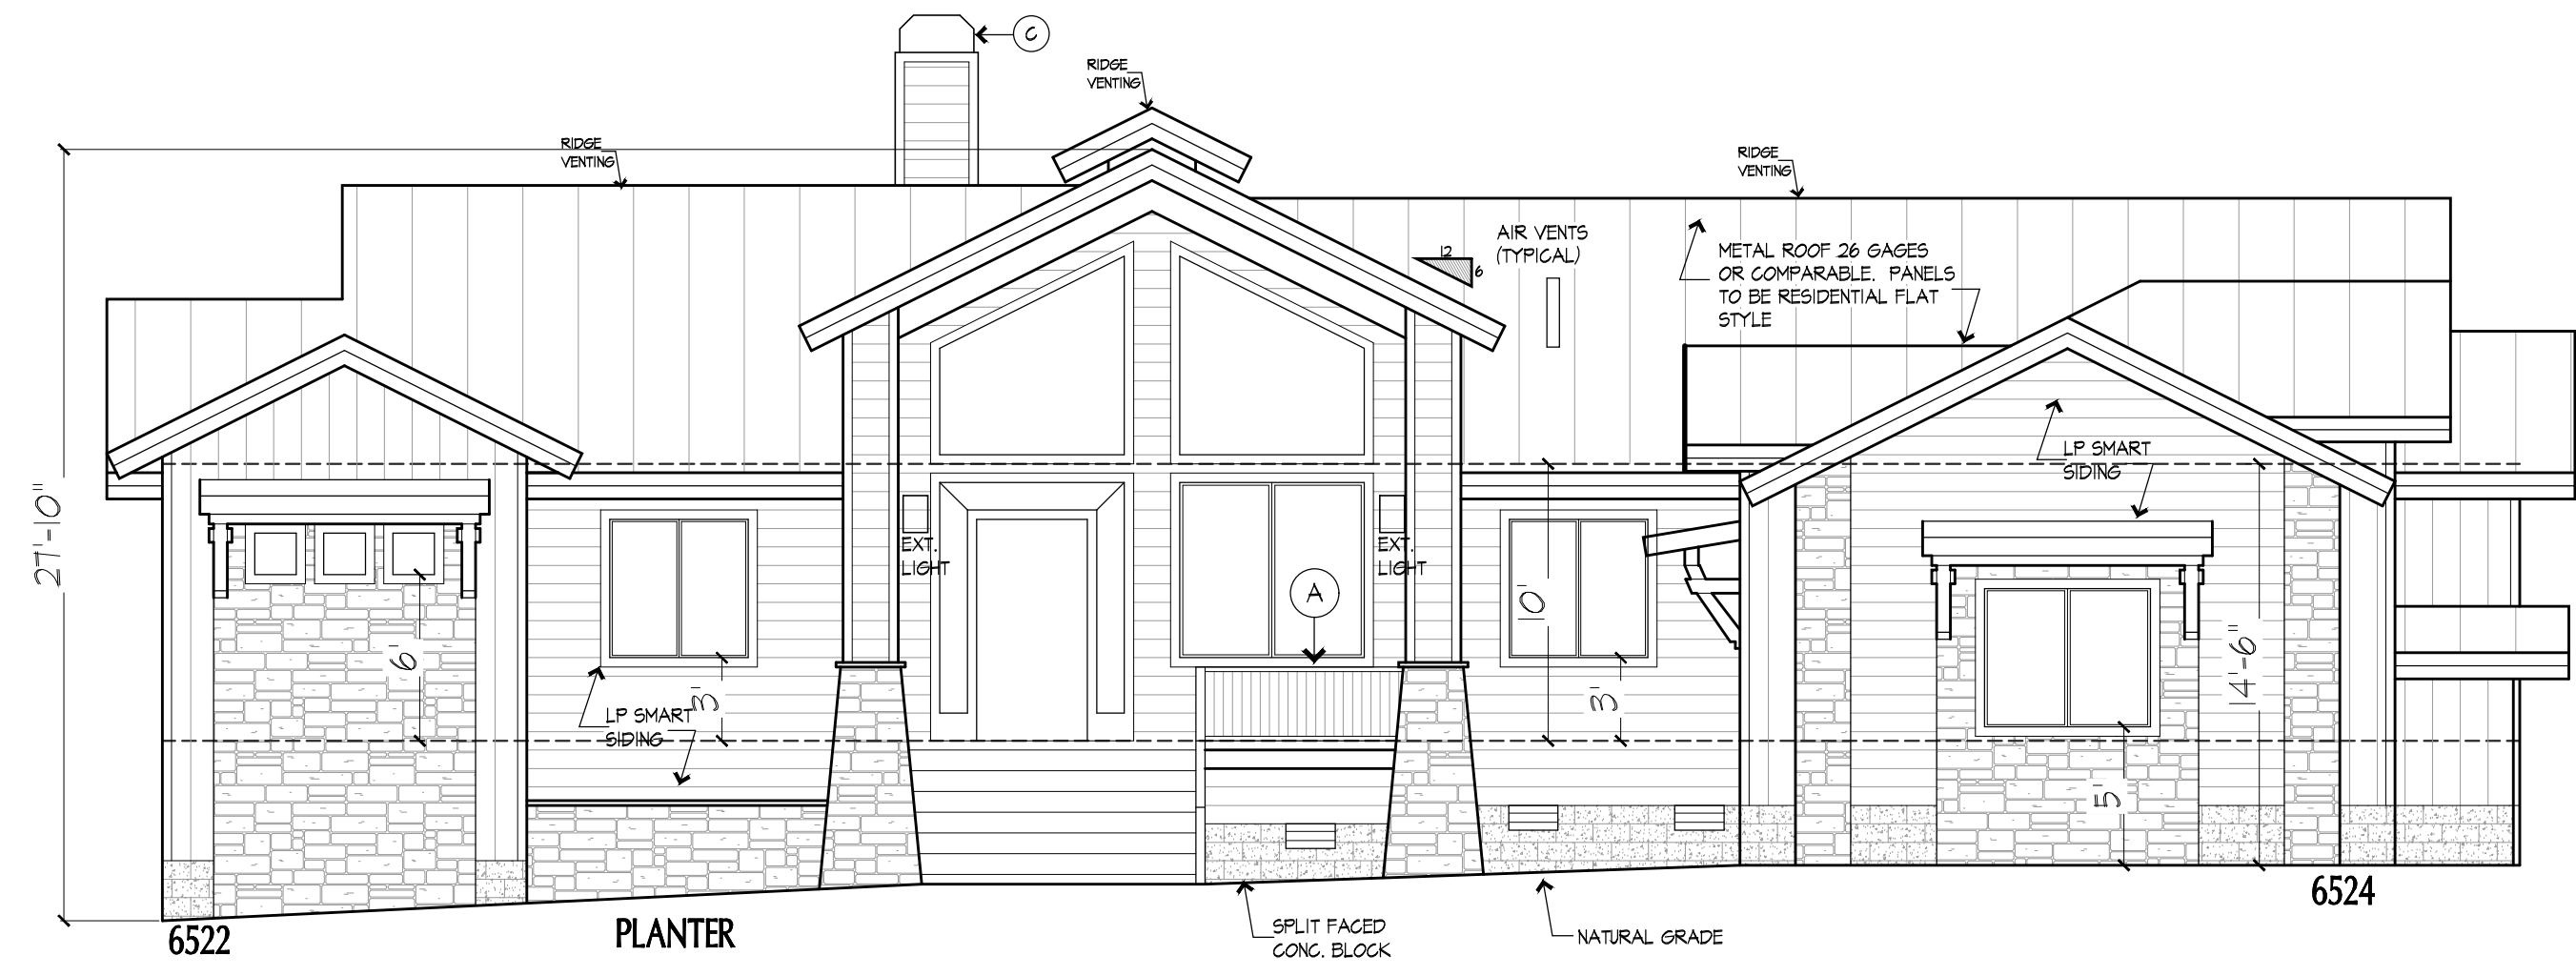 C
RIDGE
VENTING
RIDGE
VENTING
RIDGE
VENTING
AIR VENTS
(TYPICAL)
12
6
METAL ROOF 26 GAGES
OR COMPARABLE. PANELS
TO BE RESIDENTIAL FLAT
STYLE
LP SMART
SIDING
27'-10"
EXT.
LIGHT
EXT.
LIGHT
A
10'
6'
3'
3'
14'-6"
LP SMART
SIDING
5'
6522
PLANTER
SPLIT FACED
CONC. BLOCK
NATURAL GRADE
6524